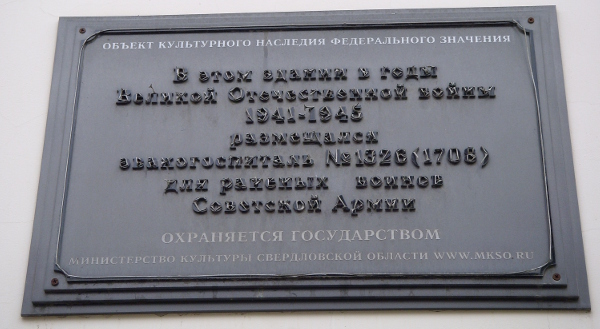 ОБЪЕКТ КУЛЬТУРНОГО НАСЛЕДИЯ ФЕДЕРАЛЬНОГО ЗНАЧЕНИЯ
В этом здании в годы
Великой Отечественной войны
1941-1945
размещался
эвакогоспиталь №1326(1706)
для раненых воинов
Советской Армии
ОХРАНЯЕТСЯ ГОСУДАРСТВОМ
МИНИСТЕРСТВО КУЛЬТУРЫ СВЕРДЛОВСКОЙ ОБЛАСТИ WWW.MKSO.RU